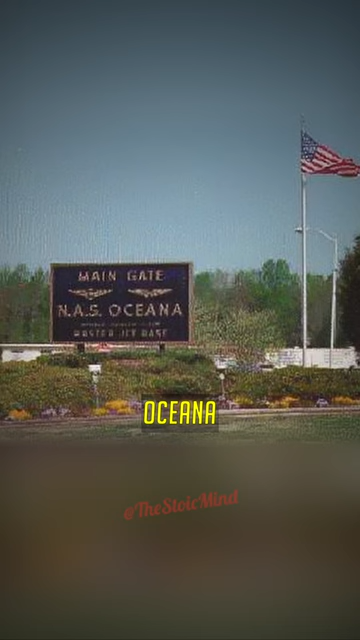 MAIN GATE
N.A.S. OCEANA
MASTER JET BASE
OCEANA
@TheStoicMind